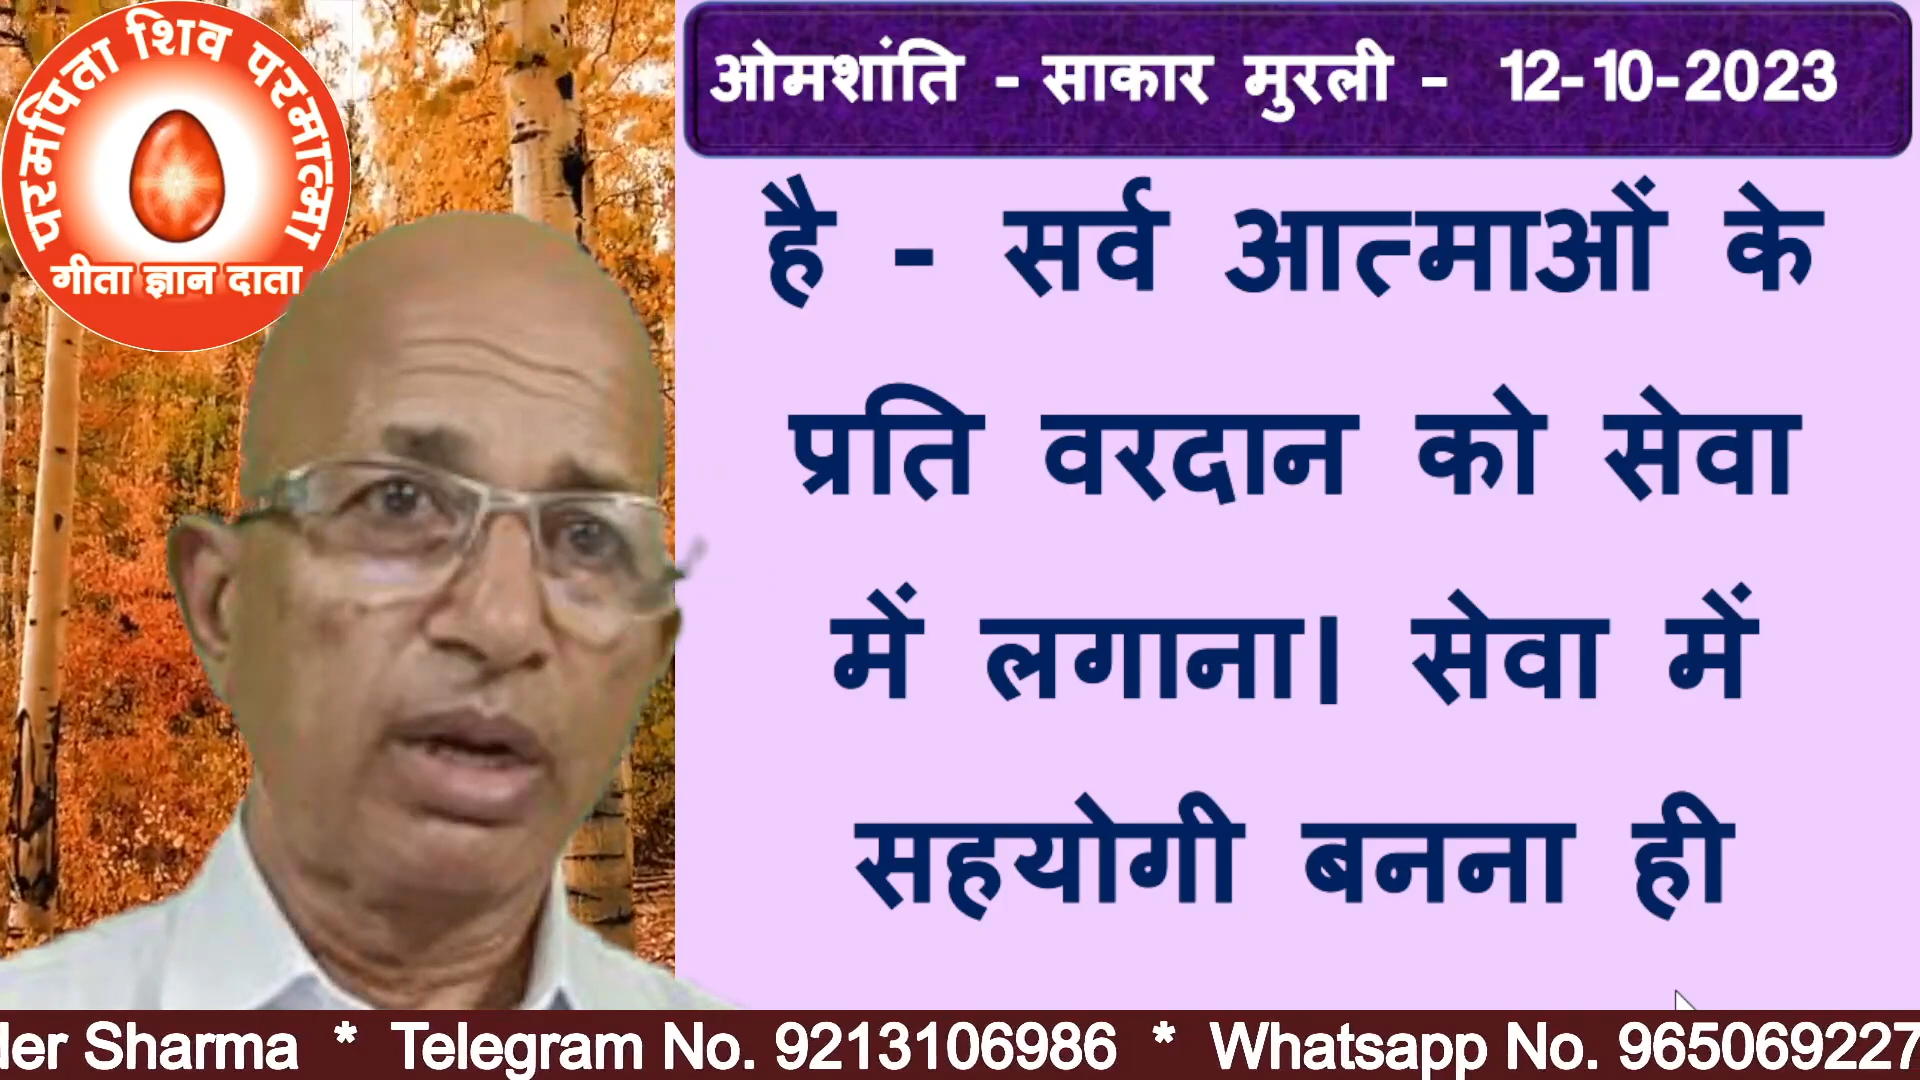 परमपिता शिव परमात्मा
गीता ज्ञान दाता
ओमशांति - साकार मुरली - 12-10-2023
है - सर्व आत्माओं के
प्रति वरदान को सेवा
में लगाना। सेवा में
सहयोगी बनना ही
der Sharma * Telegram No. 9213106986 * Whatsapp No. 965069227